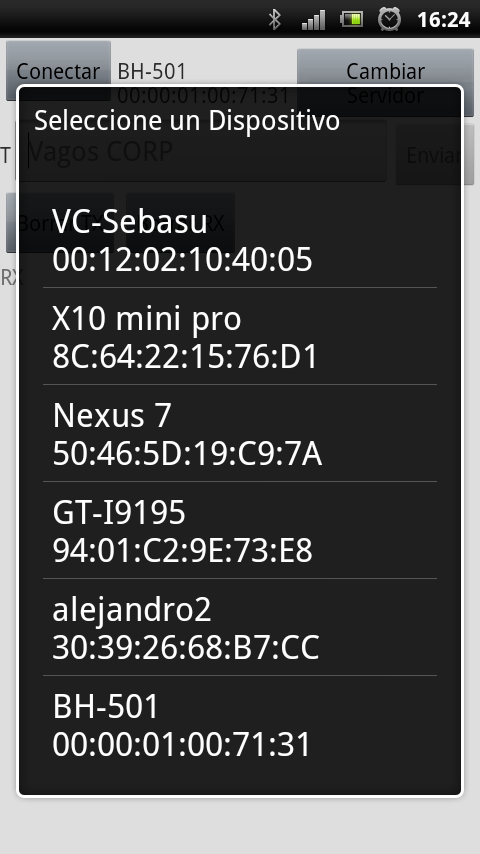 16:24
Conectar BH-501 Cambiar
00:00:01:00:71:31 Servidor
Seleccione un Dispositivo
T Vagos CORP Enviar
VC-Sebasu
00:12:02:10:40:05
RX
X10 mini pro
8C:64:22:15:76:D1
Nexus 7
50:46:5D:19:C9:7A
GT-I9195
94:01:C2:9E:73:E8
alejandro2
30:39:26:68:B7:CC
BH-501
00:00:01:00:71:31